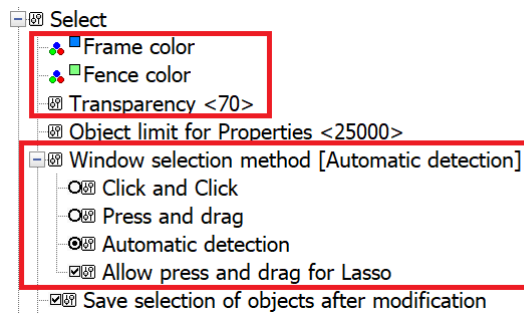 Select
Frame color
Fence color
Transparency <70>
Object limit for Properties <25000>
Window selection method [Automatic detection]
Click and Click
Press and drag
Automatic detection
Allow press and drag for Lasso
Save selection of objects after modification